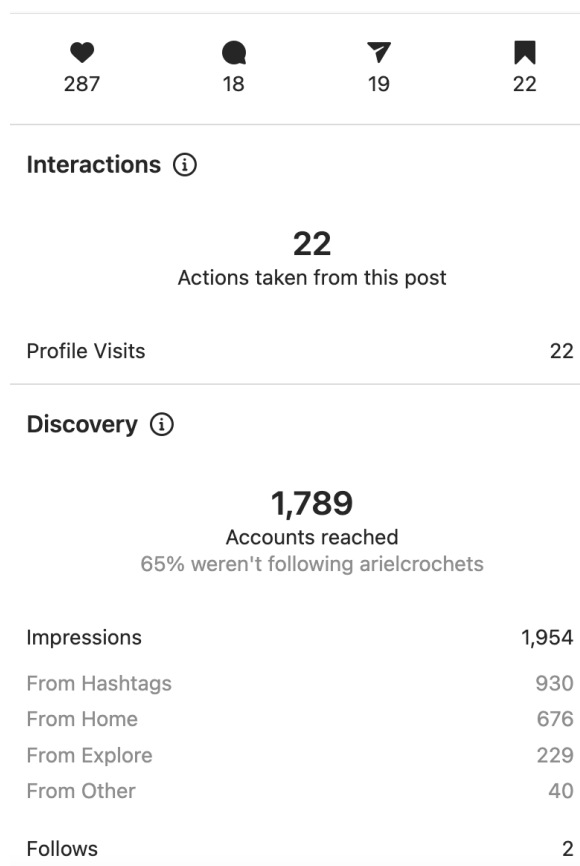 287 18 19 22
Interactions
22
Actions taken from this post
Profile Visits 22
Discovery
1,789
Accounts reached
65% weren't following arielcrochets
Impressions 1,954
From Hashtags 930
From Home 676
From Explore 229
From Other 40
Follows 2